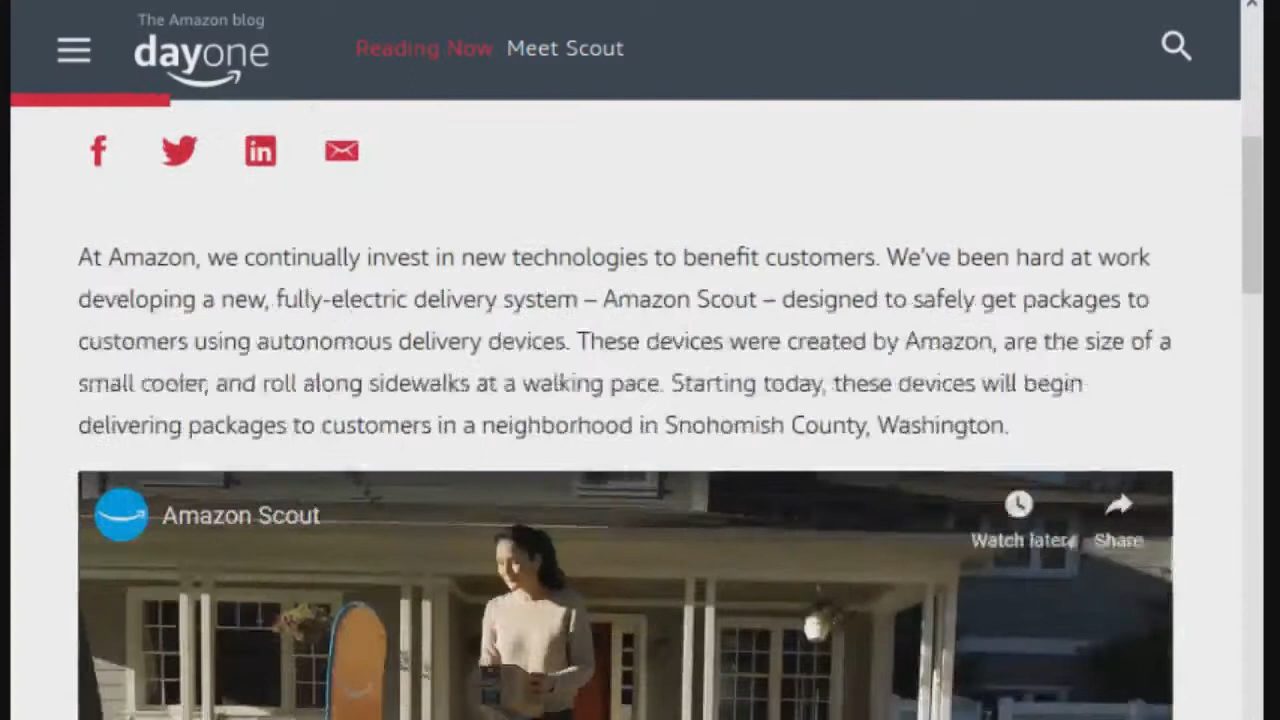 The Amazon blog
dayone
Reading Now Meet Scout
At Amazon, we continually invest in new technologies to benefit customers. We've been hard at work
developing a new, fully-electric delivery system – Amazon Scout – designed to safely get packages to
customers using autonomous delivery devices. These devices were created by Amazon, are the size of a
small cooler, and roll along sidewalks at a walking pace. Starting today, these devices will begin
delivering packages to customers in a neighborhood in Snohomish County, Washington.
Amazon Scout
Watch later Share